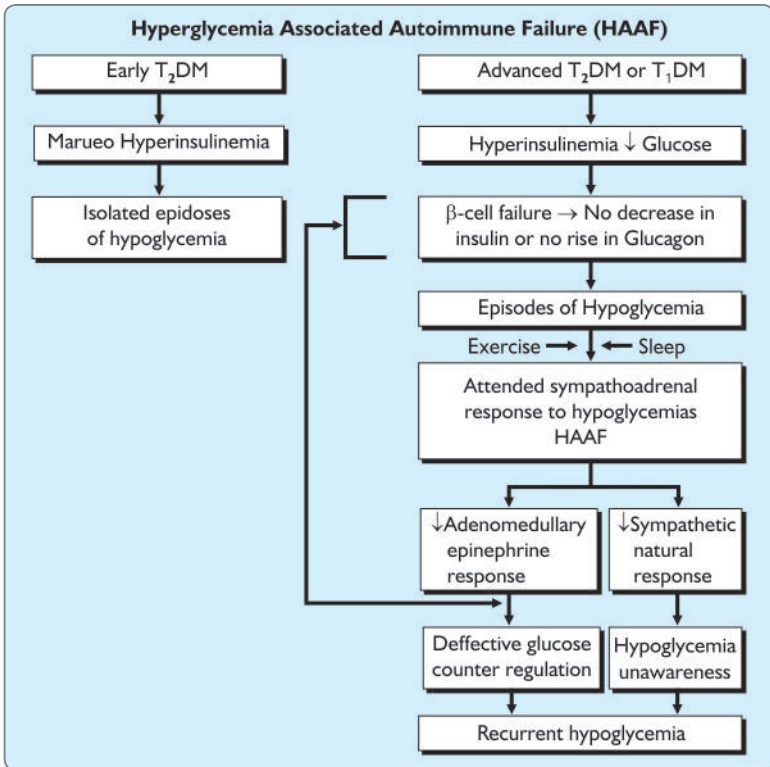 Hyperglycemia Associated Autoimmune Failure (HAAF)
Early T₂DM
Marueo Hyperinsulinemia
Isolated epidoses
of hypoglycemia
Advanced T₂DM or T₁DM
Hyperinsulinemia ↓ Glucose
β-cell failure → No decrease in
insulin or no rise in Glucagon
Episodes of Hypoglycemia
Exercise
Sleep
Attended sympathoadrenal
response to hypoglycemias
HAAF
↓Adenomedullary
epinephrine
response
↓Sympathetic
natural
response
Deffective glucose
counter regulation
Hypoglycemia
unawareness
Recurrent hypoglycemia